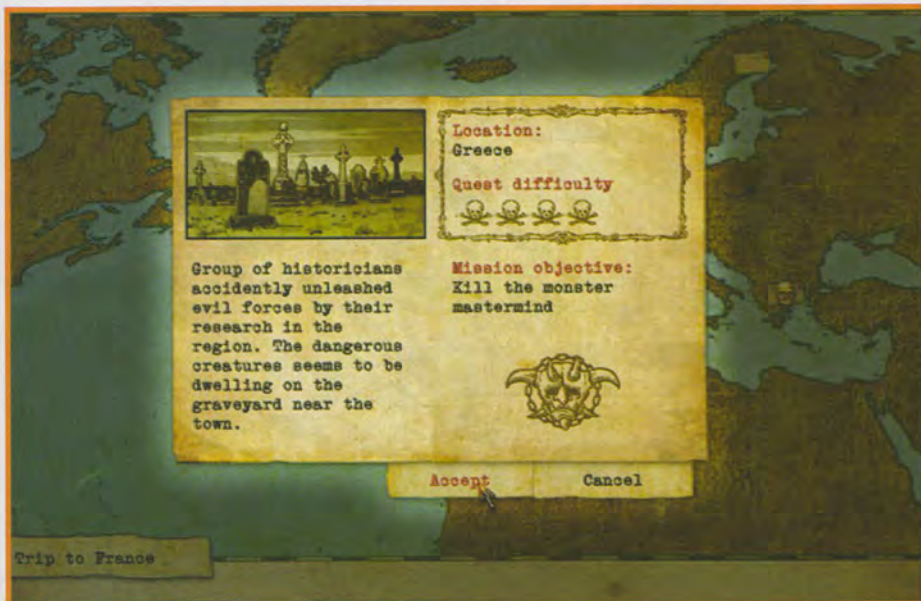 Location:
Greece
Quest difficulty
Group of historicians
accidently unleashed
evil forces by their
research in the
region. The dangerous
creatures seems to be
dwelling on the
graveyard near the
town.
Mission objective:
Kill the monster
mastermind
Accept
Cancel
Trip to France